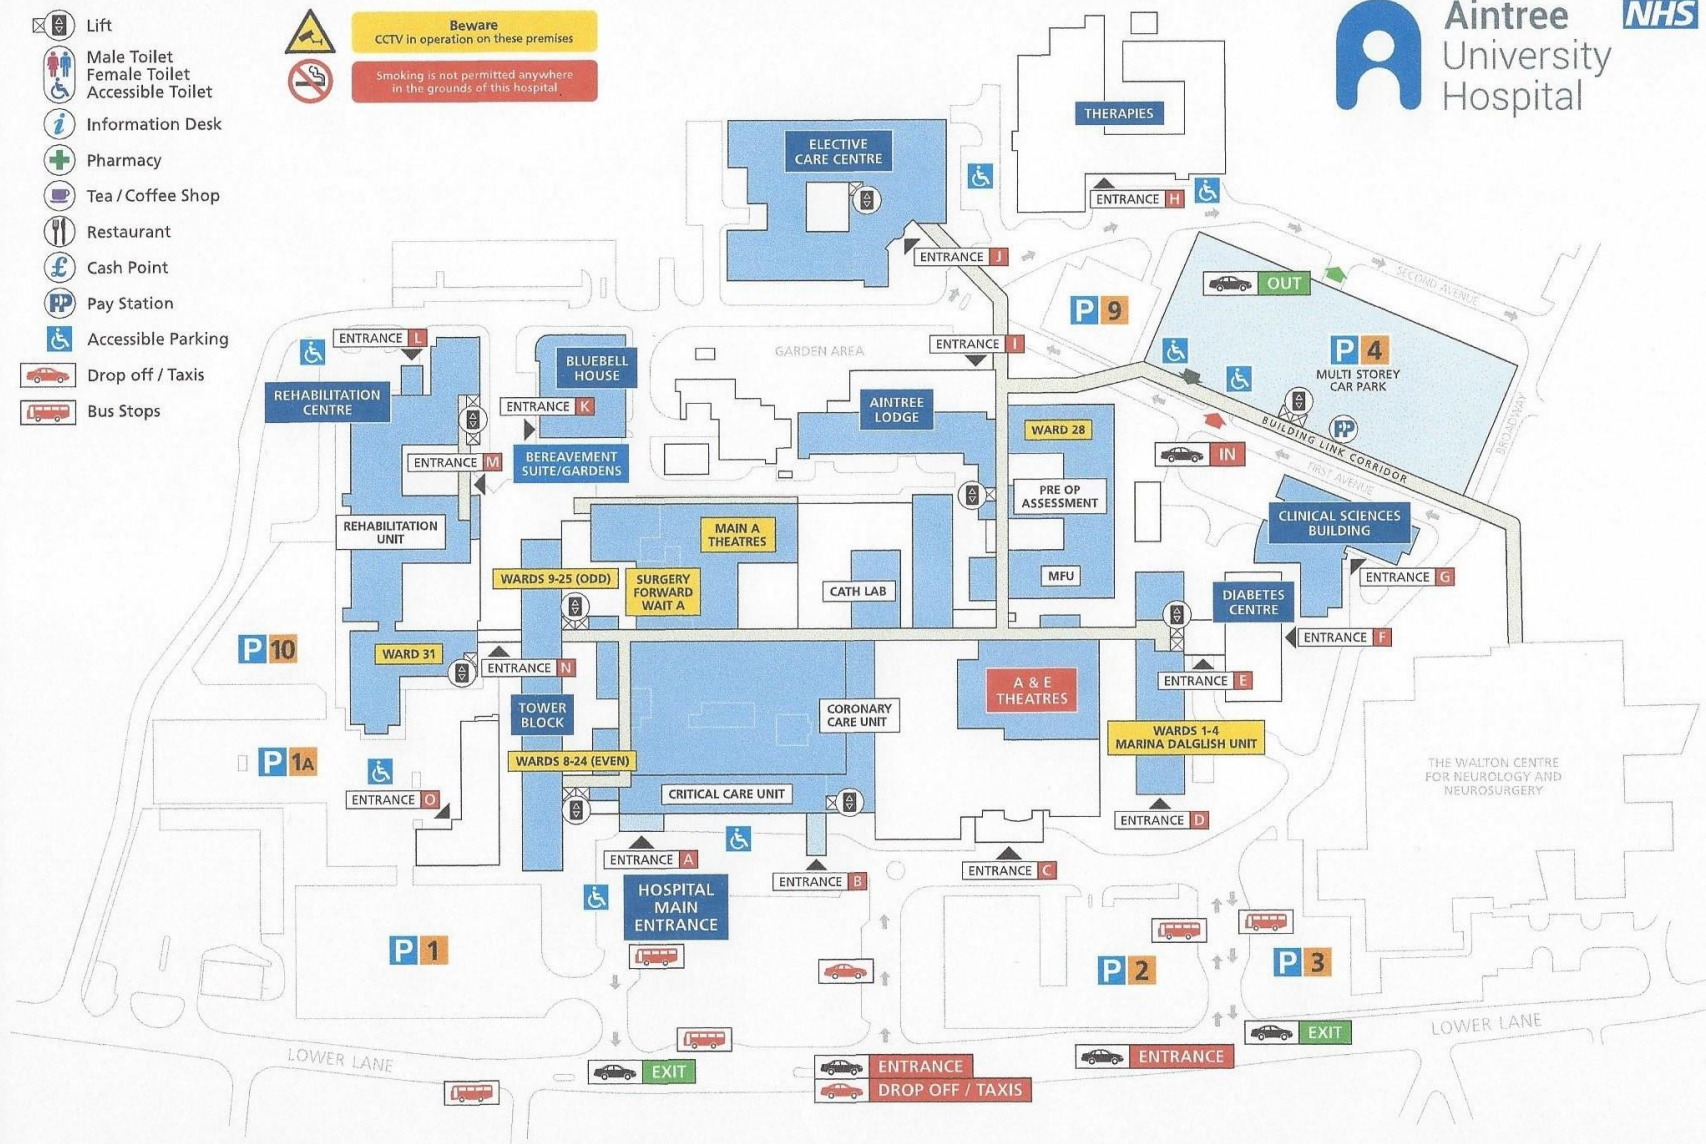 Lift
Male Toilet
Female Toilet
Accessible Toilet
Information Desk
Pharmacy
Tea / Coffee Shop
Restaurant
Cash Point
Pay Station
Accessible Parking
Drop off / Taxis
Bus Stops
Beware
CCTV in operation on these premises
Smoking is not permitted anywhere
in the grounds of this hospital
Aintree
University
Hospital
NHS
THERAPIES
ENTRANCE H
ELECTIVE
CARE CENTRE
ENTRANCE J
OUT
SECOND AVENUE
P 9
P 4
MULTI STOREY
CAR PARK
ENTRANCE L
ENTRANCE I
GARDEN AREA
BLUEBELL
HOUSE
REHABILITATION
CENTRE
AINTREE
LODGE
ENTRANCE K
WARD 28
PP
BUILDING LINK CORRIDOR
BROADWAY
IN
FIRST AVENUE
ENTRANCE M
BEREAVEMENT
SUITE/GARDENS
PRE OP
ASSESSMENT
CLINICAL SCIENCES
BUILDING
REHABILITATION
UNIT
MAIN A
THEATRES
WARDS 9-25 (ODD)
SURGERY
FORWARD
WAIT A
CATH LAB
MFU
ENTRANCE G
DIABETES
CENTRE
ENTRANCE F
P 10
WARD 31
ENTRANCE N
ENTRANCE E
A & E
THEATRES
TOWER
BLOCK
CORONARY
CARE UNIT
WARDS 1-4
MARINA DALGLISH UNIT
P 1A
WARDS 8-24 (EVEN)
THE WALTON CENTRE
FOR NEUROLOGY AND
NEUROSURGERY
ENTRANCE O
CRITICAL CARE UNIT
ENTRANCE D
ENTRANCE A
ENTRANCE B
ENTRANCE C
HOSPITAL
MAIN
ENTRANCE
P 1
P 2
P 3
LOWER LANE
EXIT
LOWER LANE
EXIT
ENTRANCE
DROP OFF / TAXIS
ENTRANCE